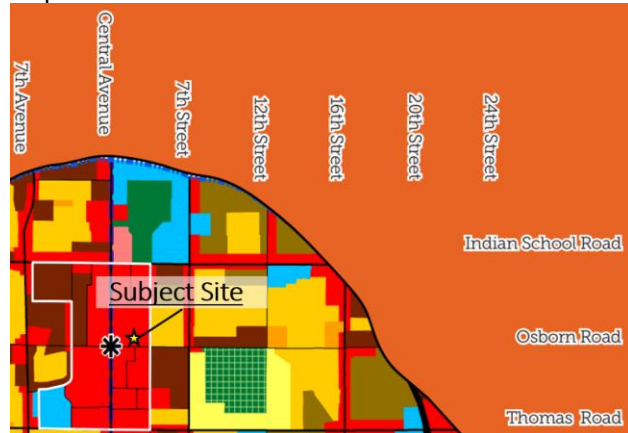 7th Avenue
Central Avenue
7th Street
12th Street
16th Street
20th Street
24th Street
Indian School Road
Subject Site
Osborn Road
Thomas Road